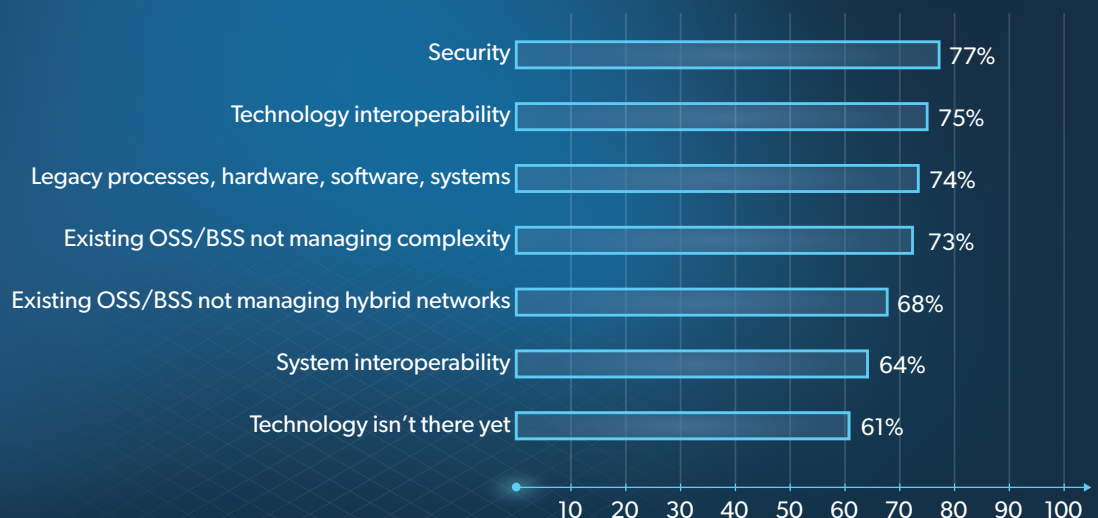 Security 77%
Technology interoperability 75%
Legacy processes, hardware, software, systems 74%
Existing OSS/BSS not managing complexity 73%
Existing OSS/BSS not managing hybrid networks 68%
System interoperability 64%
Technology isn’t there yet 61%
10 20 30 40 50 60 70 80 90 100